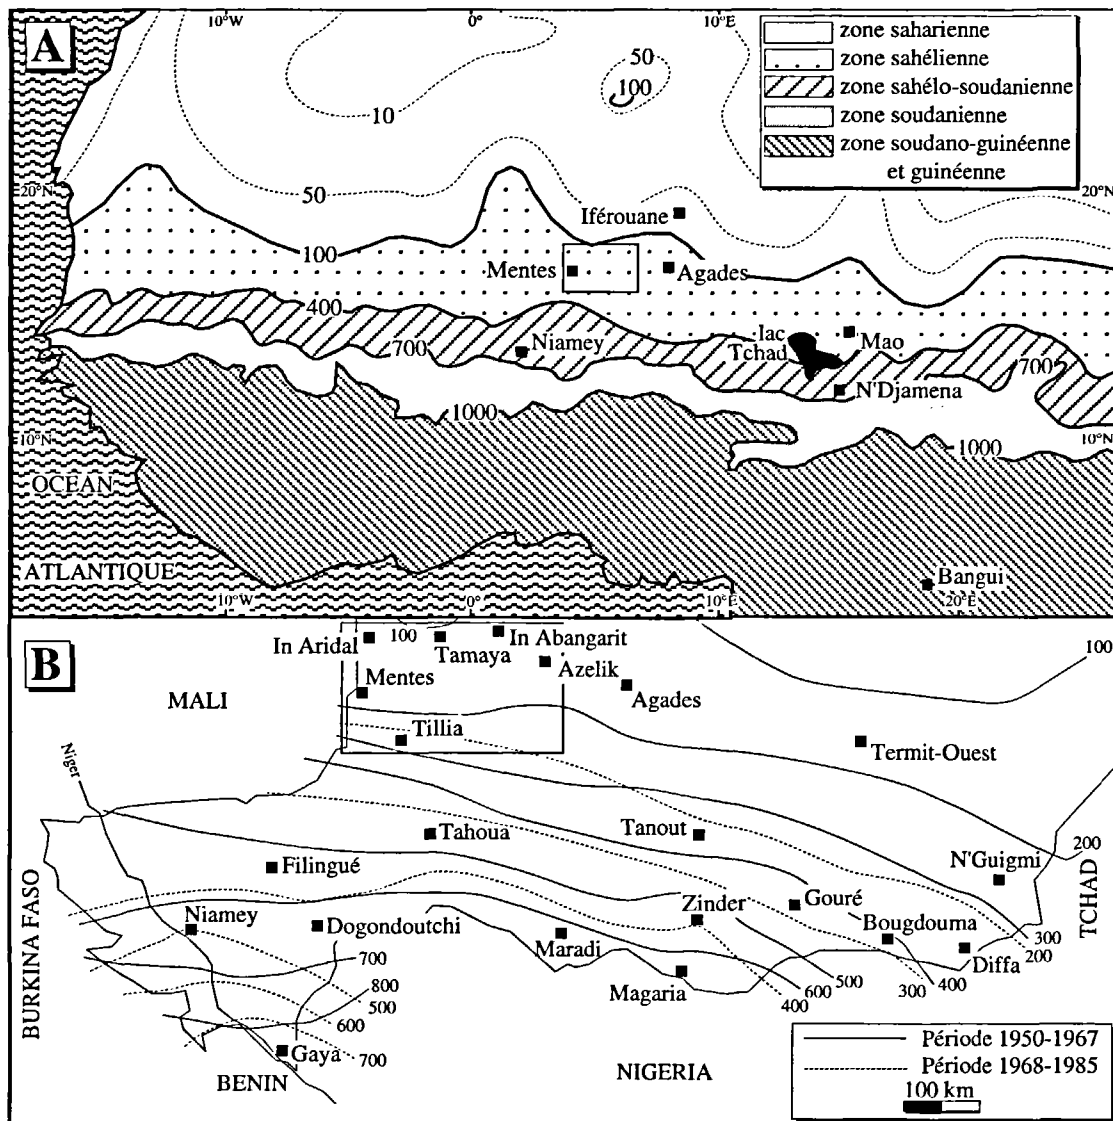 A
10°W
0°
10°E
zone saharienne
zone sahélienne
zone sahélo-soudanienne
zone soudanienne
zone soudano-guinéenne
et guinéenne
50
100
10
50
20°N
20°N
Iférouane
100
Mentes
Agades
400
700
Niamey
lac
Tchad
Mao
700
N'Djamena
1000
1000
10°N
10°N
OCEAN
ATLANTIQUE
Bangui
10°W
0°
10°E
20°E
B
In Aridal
100
Tamaya
In Abangarit
Azelik
100
Mentes
Agades
MALI
Tillia
Termit-Ouest
Niger
Tahoua
Tanout
200
N'Guigmi
TCHAD
Filingué
BURKINA FASO
Niamey
Dogondoutchi
Zinder
Gouré
Bougdouma
300
200
Maradi
Diffa
700
Magaria
500
400
800
600
300
500
400
600
700
Gaya
BENIN
NIGERIA
Période 1950-1967
Période 1968-1985
100 km